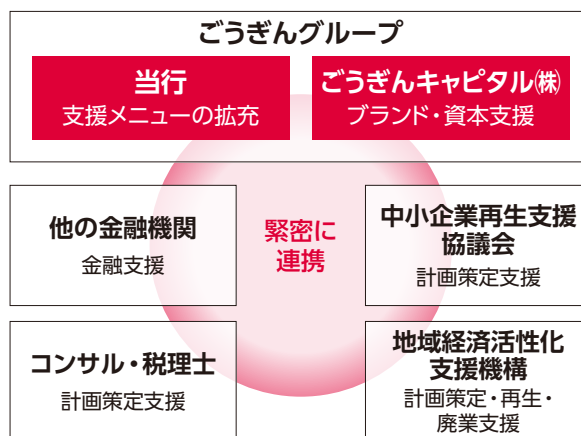 ごうぎんグループ
当行
支援メニューの拡充
ごうぎんキャピタル㈱
ブランド・資本支援
他の金融機関
金融支援
緊密に
連携
中小企業再生支援
協議会
計画策定支援
コンサル・税理士
計画策定支援
地域経済活性化
支援機構
計画策定・再生・
廃業支援